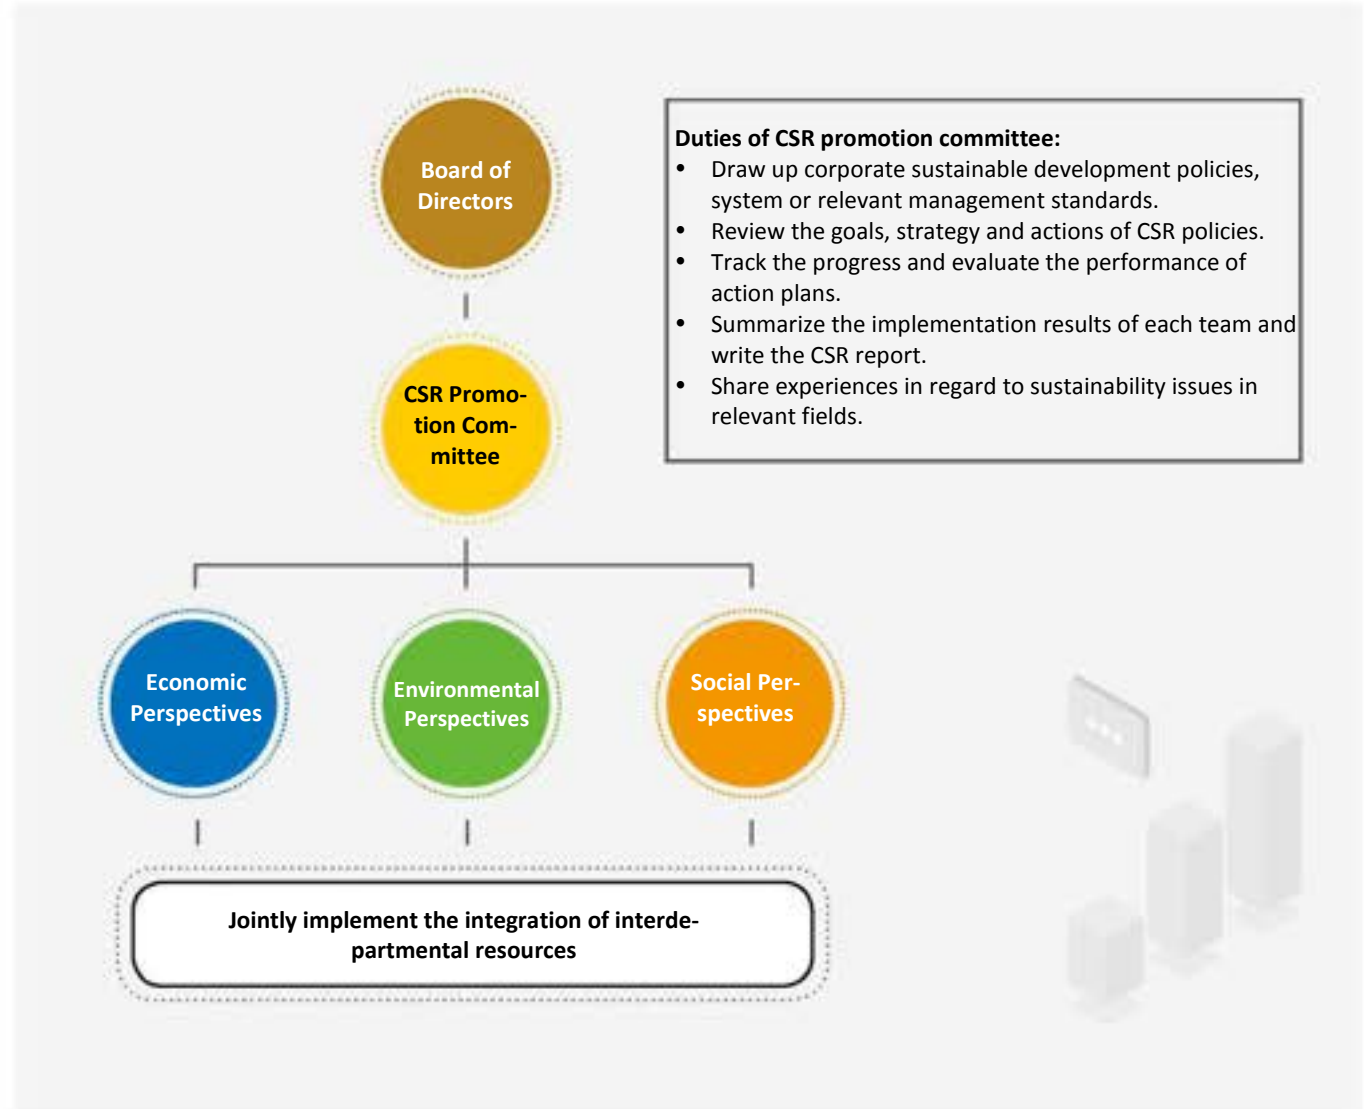 Board of
Directors
Duties of CSR promotion committee:
• Draw up corporate sustainable development policies,
system or relevant management standards.
• Review the goals, strategy and actions of CSR policies.
• Track the progress and evaluate the performance of
action plans.
• Summarize the implementation results of each team and
write the CSR report.
• Share experiences in regard to sustainability issues in
relevant fields.
CSR Promo-
tion Com-
mittee
Economic
Perspectives
Environmental
Perspectives
Social Per-
spectives
Jointly implement the integration of interde-
partmental resources